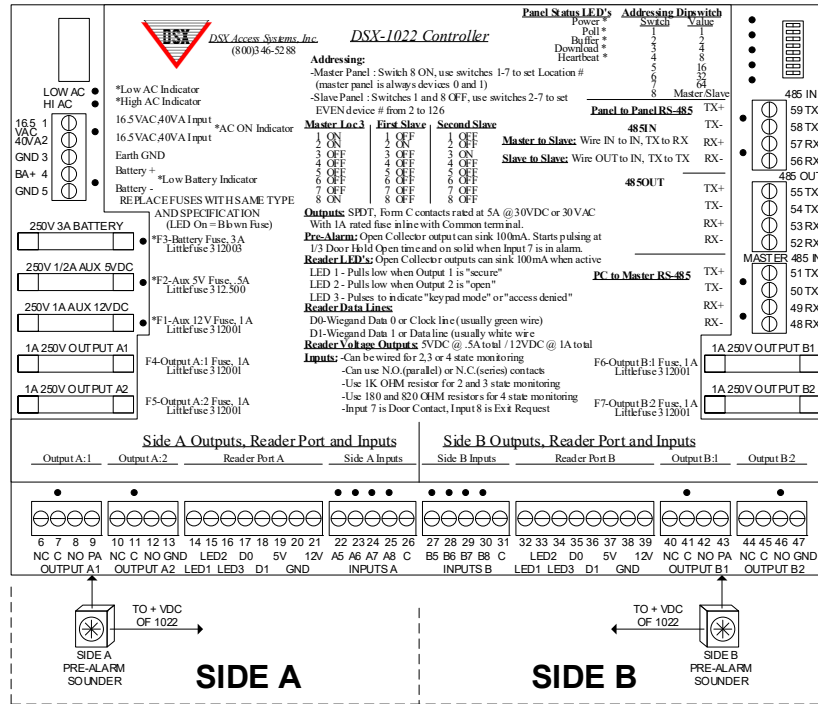 DSX
DSX Access Systems, Inc.
(800)346-5288
DSX-1022 Controller
Panel Status LED's
Power *
Poll *
Buffer *
Download *
Heartbeat *
Addressing Dipswitch
Switch Value
1 1
2 2
3 4
4 8
5 16
6 32
7 64
8 Master/Slave
Addressing:
-Master Panel : Switch 8 ON, use switches 1-7 to set Location #
(master panel is always devices 0 and 1)
-Slave Panel : Switches 1 and 8 OFF, use switches 2-7 to set
EVEN device # from 2 to 126
Master Loc 3 First Slave Second Slave
1 ON 1 OFF 1 OFF
2 ON 2 ON 2 OFF
3 OFF 3 OFF 3 ON
4 OFF 4 OFF 4 OFF
5 OFF 5 OFF 5 OFF
6 OFF 6 OFF 6 OFF
7 OFF 7 OFF 7 OFF
8 ON 8 OFF 8 OFF
Outputs: SPDT, Form C contacts rated at 5A @ 30VDC or 30VAC
With 1A rated fuse inline with Common terminal.
Pre-Alarm: Open Collector output can sink 100mA. Starts pulsing at
1/3 Door Held Open time and on solid when Input 7 is in alarm.
Reader LED's: Open Collector outputs can sink 100mA when active
LED 1 - Pulls low when Output 1 is "secure"
LED 2 - Pulls low when Output 2 is "open"
LED 3 - Pulses to indicate "keypad mode" or "access denied"
Reader Data Lines:
D0-Wiegand Data 0 or Clock line (usually green wire)
D1-Wiegand Data 1 or Data line (usually white wire
Reader Voltage Outputs: 5VDC @ .5A total / 12VDC @ 1A total
Inputs: -Can be wired for 2,3 or 4 state monitoring
-Can use N.O.(parallel) or N.C.(series) contacts
-Use 1K OHM resistor for 2 and 3 state monitoring
-Use 180 and 820 OHM resistors for 4 state monitoring
-Input 7 is Door Contact, Input 8 is Exit Request
LOW AC
HI AC
*Low AC Indicator
*High AC Indicator
16.5 1
VAC
40VA 2
GND 3
BA+ 4
GND 5
16.5VAC,40VA Input
*AC ON Indicator
16.5VAC,40VA Input
Earth GND
Battery +
*Low Battery Indicator
Battery -
REPLACE FUSES WITH SAME TYPE
AND SPECIFICATION
(LED On = Blown Fuse)
250V 3A BATTERY
*F3-Battery Fuse, 3A
Littlefuse 312003
250V 1/2A AUX 5VDC
*F2-Aux 5V Fuse, .5A
Littlefuse 312.500
250V 1A AUX 12VDC
*F1-Aux 12V Fuse, 1A
Littlefuse 312001
1A 250V OUTPUT A1
F4-Output A:1 Fuse, 1A
Littlefuse 312001
1A 250V OUTPUT A2
F5-Output A:2 Fuse, 1A
Littlefuse 312001
Panel to Panel RS-485
485IN
Master to Slave: Wire IN to IN, TX to RX
Slave to Slave: Wire OUT to IN, TX to TX
485OUT
PC to Master RS-485
TX+
TX-
RX+
RX-
TX+
TX-
RX+
RX-
TX+
TX-
RX+
RX-
485 IN
59 TX
58 TX
57 RX
56 RX
485 OUT
55 TX
54 TX
53 RX
52 RX
MASTER 485 IN
51 TX
50 TX
49 RX
48 RX
F6-Output B:1 Fuse, 1A
Littlefuse 312001
1A 250V OUTPUT B1
F7-Output B:2 Fuse, 1A
Littlefuse 312001
1A 250V OUTPUT B2
Side A Outputs, Reader Port and Inputs
Output A:1 Output A:2 Reader Port A Side A Inputs
Side B Outputs, Reader Port and Inputs
Side B Inputs Reader Port B Output B:1 Output B:2
6 7 8 9 10 11 12 13 14 15 16 17 18 19 20 21 22 23 24 25 26 27 28 29 30 31 32 33 34 35 36 37 38 39 40 41 42 43 44 45 46 47
NC C NO PA NC C NO GND LED2 D0 5V 12V A5 A6 A7 A8 C B5 B6 B7 B8 C LED2 D0 5V 12V NC C NO PA NC C NO GND
OUTPUT A1 OUTPUT A2 LED1 LED3 D1 GND INPUTS A INPUTS B LED1 LED3 D1 GND OUTPUT B1 OUTPUT B2
TO + VDC
OF 1022
SIDE A
PRE-ALARM
SOUNDER
SIDE A
SIDE B
TO + VDC
OF 1022
SIDE B
PRE-ALARM
SOUNDER